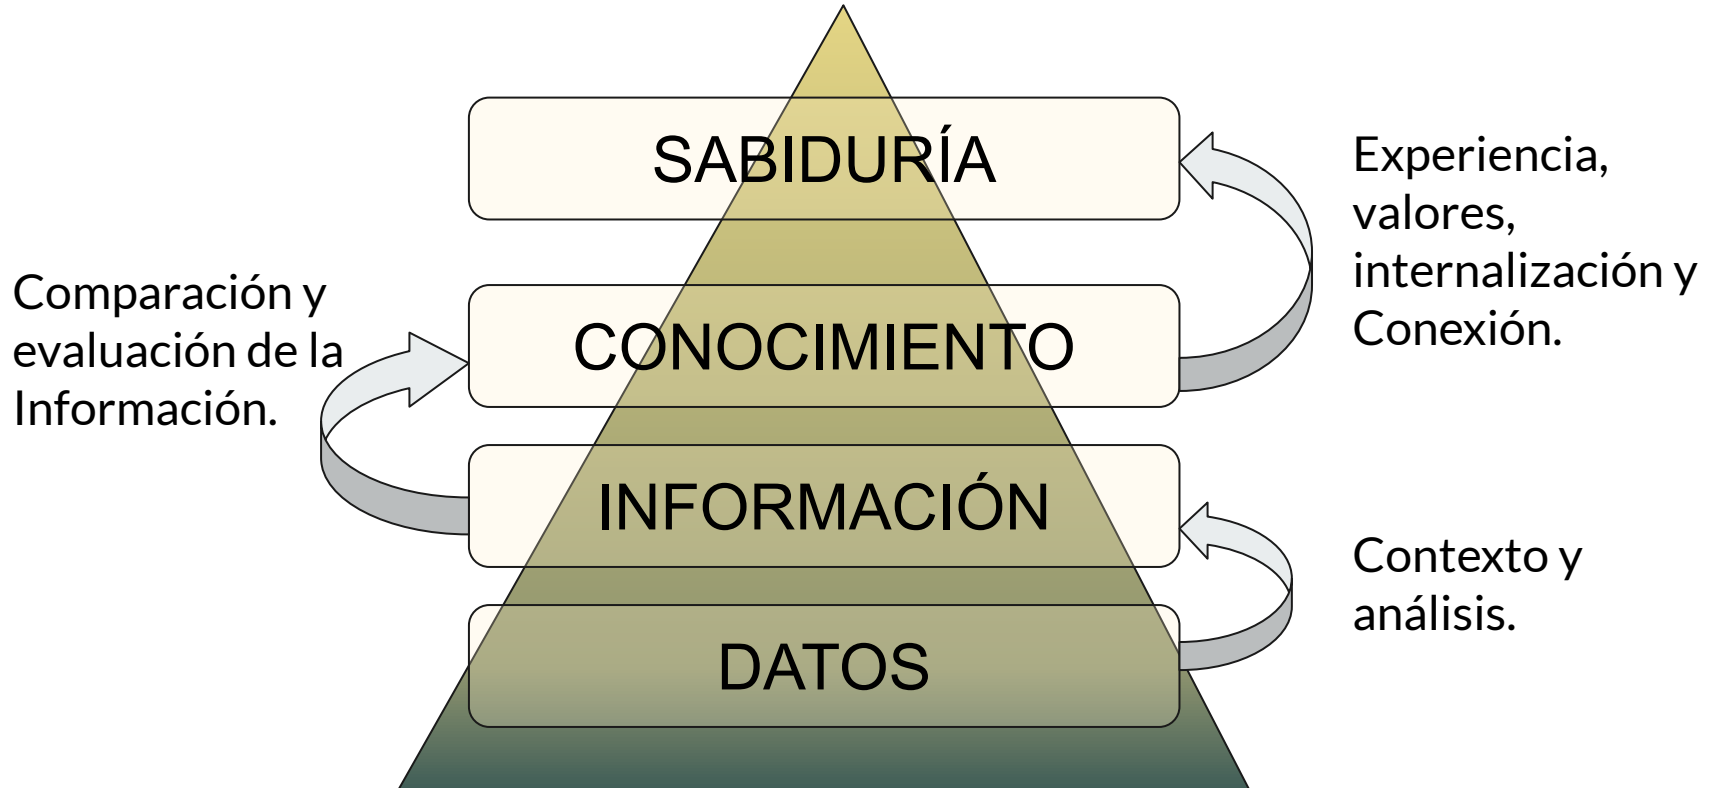 SABIDURÍA
Experiencia,
valores,
internalización y
Conexión.
Comparación y
evaluación de la
Información.
CONOCIMIENTO
INFORMACIÓN
Contexto y
análisis.
DATOS